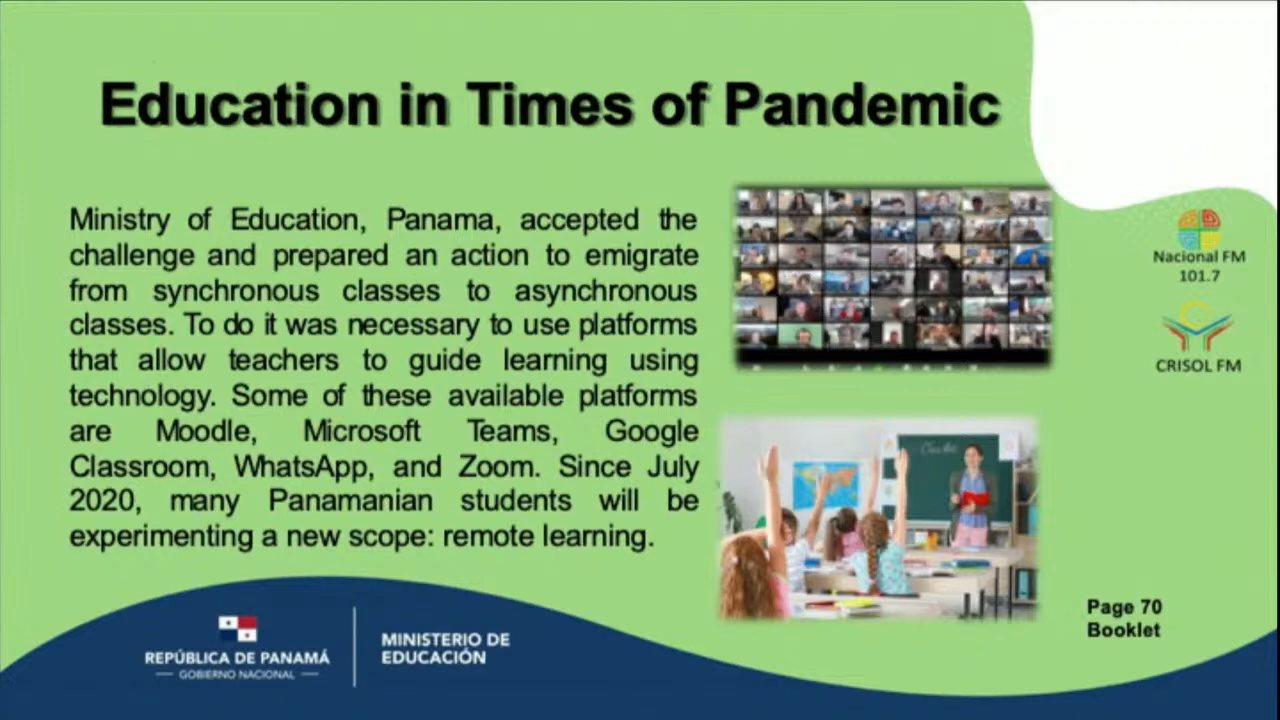 Education in Times of Pandemic
Ministry of Education, Panama, accepted the
challenge and prepared an action to emigrate
from synchronous classes to asynchronous
classes. To do it was necessary to use platforms
that allow teachers to guide learning using
technology. Some of these available platforms
are Moodle, Microsoft Teams, Google
Classroom, WhatsApp, and Zoom. Since July
2020, many Panamanian students will be
experimenting a new scope: remote learning.
Nacional FM
101.7
CRISOL FM
Page 70
Booklet
REPÚBLICA DE PANAMÁ
GOBIERNO NACIONAL
MINISTERIO DE
EDUCACIÓN